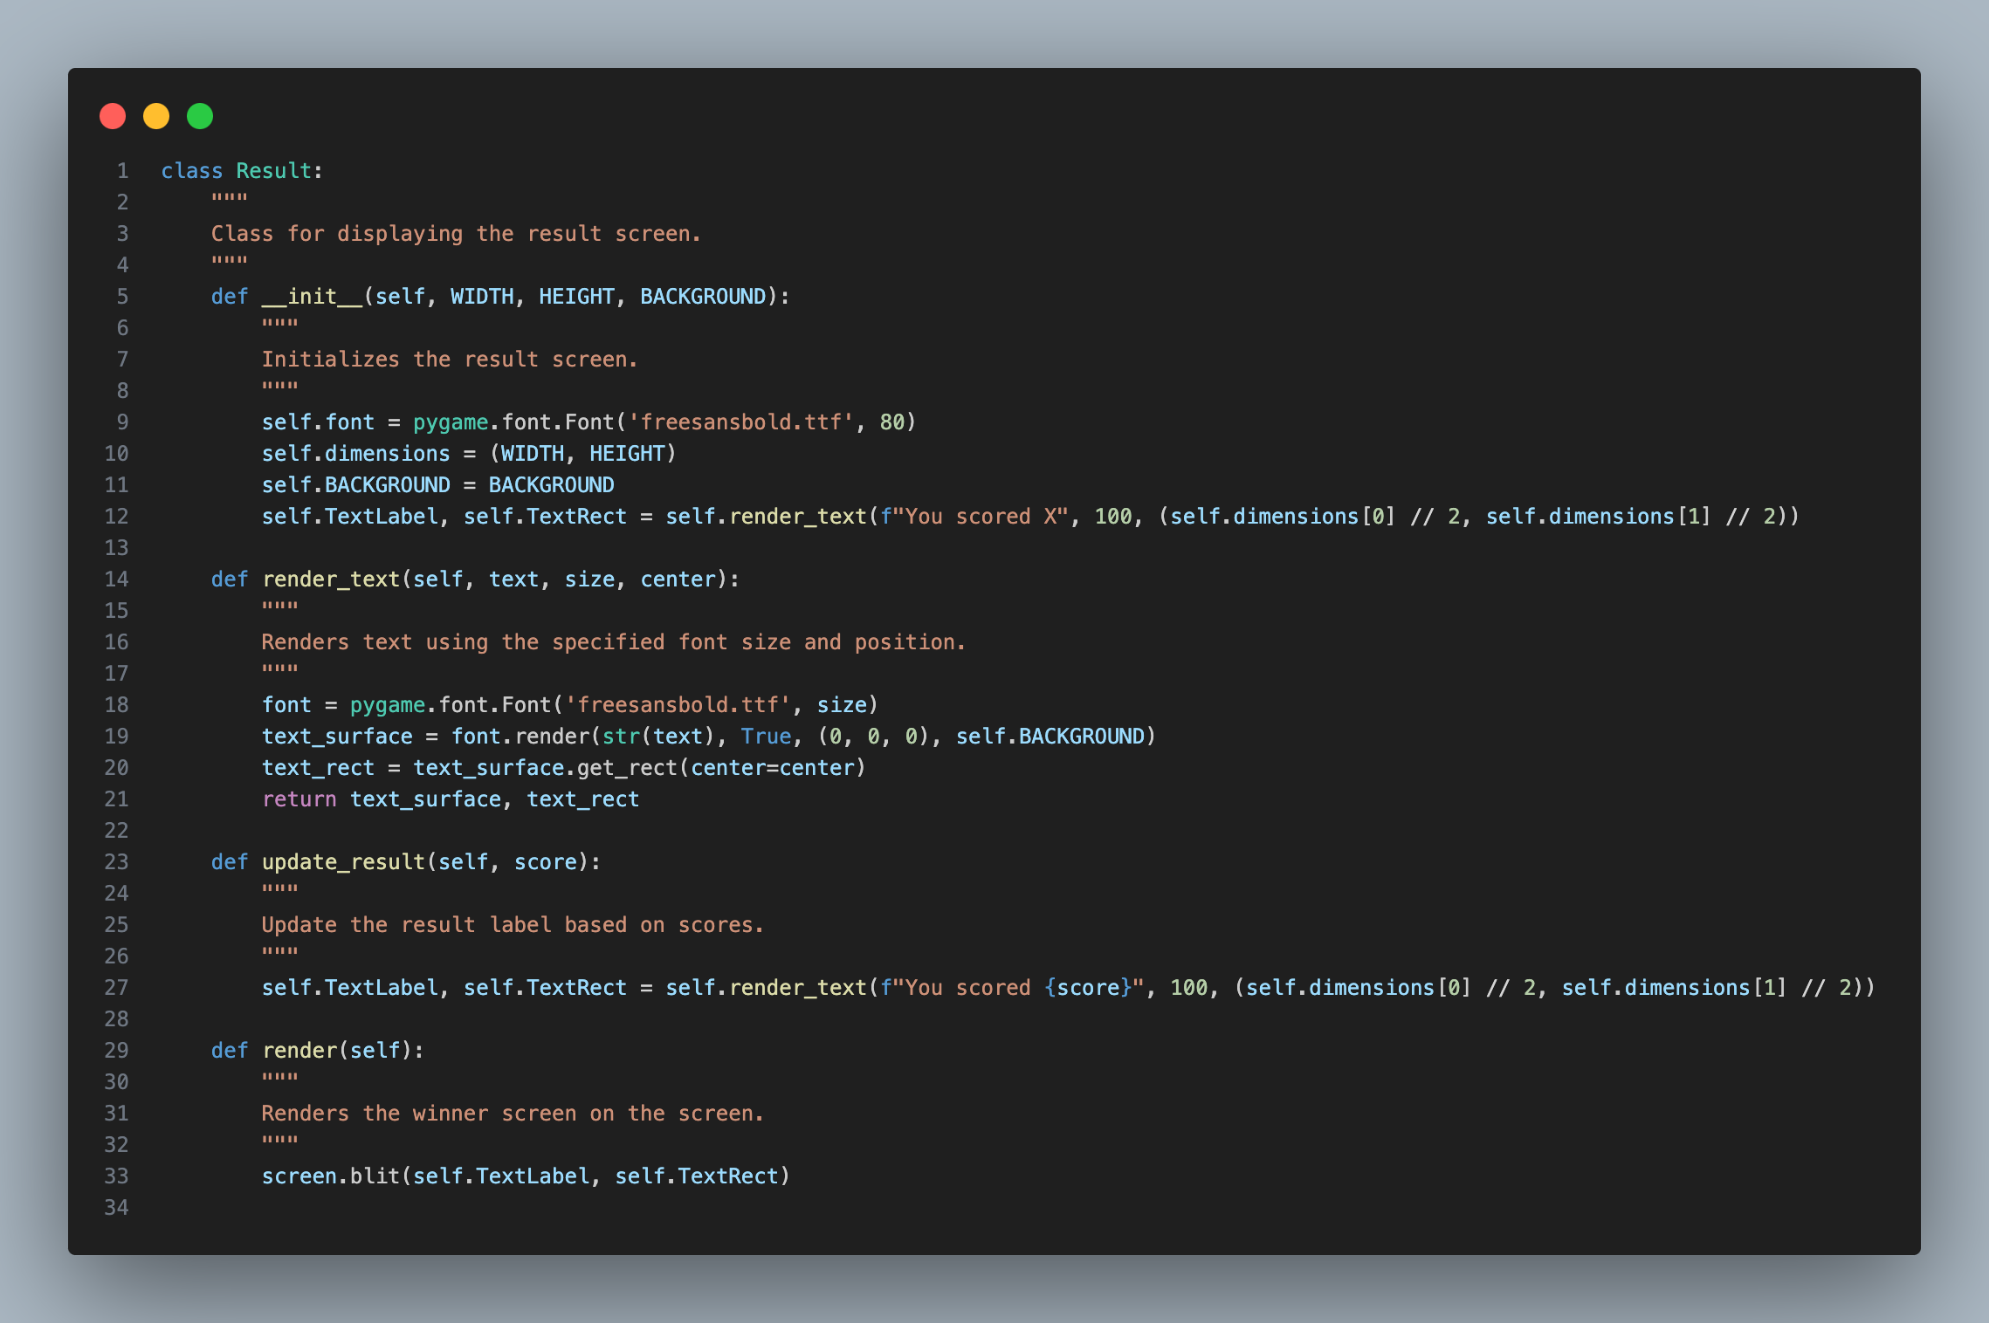 1 class Result:
2     """
3     Class for displaying the result screen.
4     """
5     def __init__(self, WIDTH, HEIGHT, BACKGROUND):
6         """
7         Initializes the result screen.
8         """
9         self.font = pygame.font.Font('freesansbold.ttf', 80)
10         self.dimensions = (WIDTH, HEIGHT)
11         self.BACKGROUND = BACKGROUND
12         self.TextLabel, self.TextRect = self.render_text(f"You scored X", 100, (self.dimensions[0] // 2, self.dimensions[1] // 2))
13
14     def render_text(self, text, size, center):
15         """
16         Renders text using the specified font size and position.
17         """
18         font = pygame.font.Font('freesansbold.ttf', size)
19         text_surface = font.render(str(text), True, (0, 0, 0), self.BACKGROUND)
20         text_rect = text_surface.get_rect(center=center)
21         return text_surface, text_rect
22
23     def update_result(self, score):
24         """
25         Update the result label based on scores.
26         """
27         self.TextLabel, self.TextRect = self.render_text(f"You scored {score}", 100, (self.dimensions[0] // 2, self.dimensions[1] // 2))
28
29     def render(self):
30         """
31         Renders the winner screen on the screen.
32         """
33         screen.blit(self.TextLabel, self.TextRect)
34